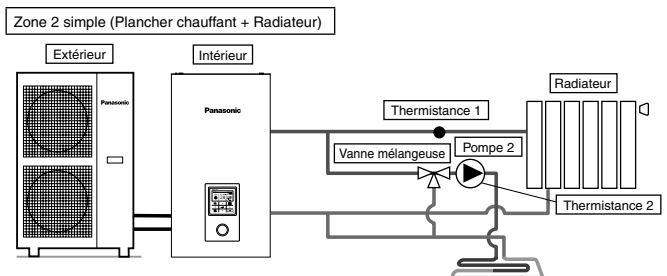 Zone 2 simple (Plancher chauffant + Radiateur)
Extérieur
Intérieur
Radiateur
Panasonic
Panasonic
Thermistance 1
Vanne mélangeuse
Pompe 2
Thermistance 2